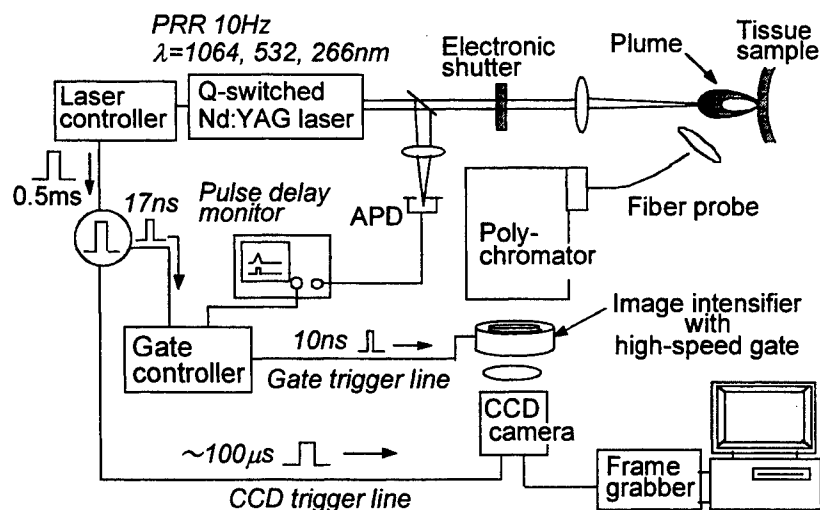 PRR 10Hz
λ=1064, 532, 266nm
Electronic
shutter
Plume
Tissue
sample
Laser
controller
Q-switched
Nd:YAG laser
0.5ms
17ns
Pulse delay
monitor
APD
Poly-
chromator
Fiber probe
Gate
controller
10ns
Gate trigger line
Image intensifier
with
high-speed gate
CCD
camera
~100μs
CCD trigger line
Frame
grabber